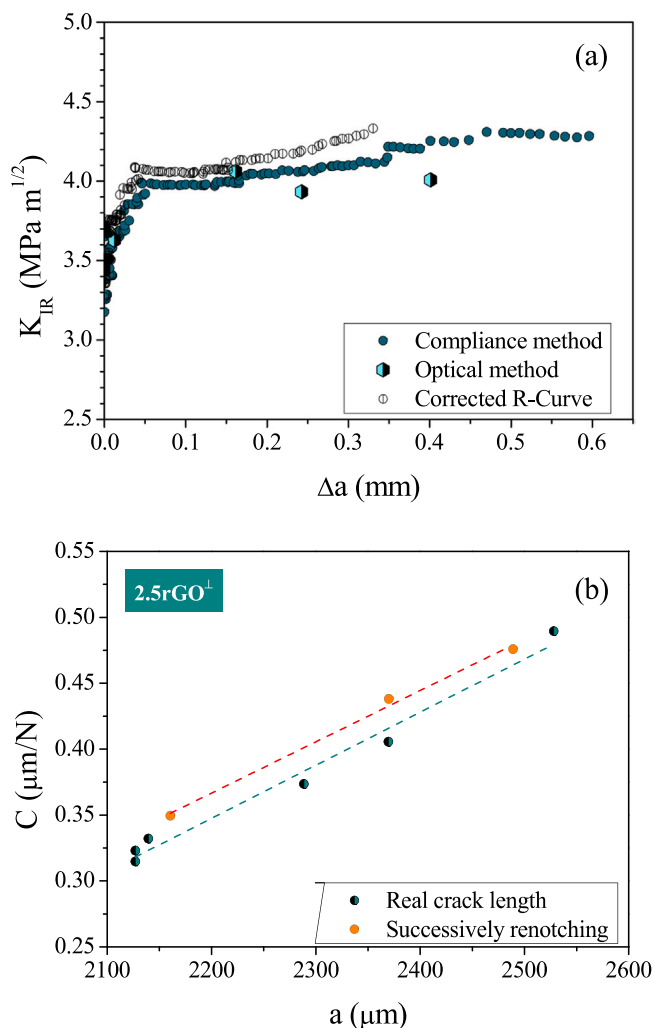 (a)
5.0
4.5
4.0
3.5
3.0
2.5
K_IR (MPa m^1/2)
Compliance method
Optical method
Corrected R-Curve
0.0 0.1 0.2 0.3 0.4 0.5 0.6
Δa (mm)
(b)
2.5rGO^⊥
0.55
0.50
0.45
0.40
0.35
0.30
0.25
C (μm/N)
Real crack length
Successively renotching
2100 2200 2300 2400 2500 2600
a (μm)